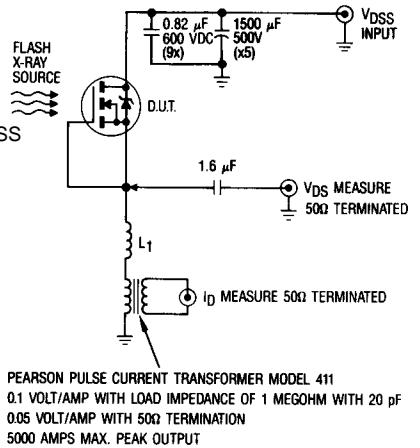 0.82 µF
600 VDC
(9x)
1500 µF
500V
(x5)
VDSS
INPUT
FLASH
X-RAY
SOURCE
D.U.T.
SS
1.6 µF
VDS MEASURE
50Ω TERMINATED
L1
ID MEASURE 50Ω TERMINATED
PEARSON PULSE CURRENT TRANSFORMER MODEL 411
0.1 VOLT/AMP WITH LOAD IMPEDANCE OF 1 MEGOHM WITH 20 pF
0.05 VOLT/AMP WITH 50Ω TERMINATION
5000 AMPS MAX. PEAK OUTPUT